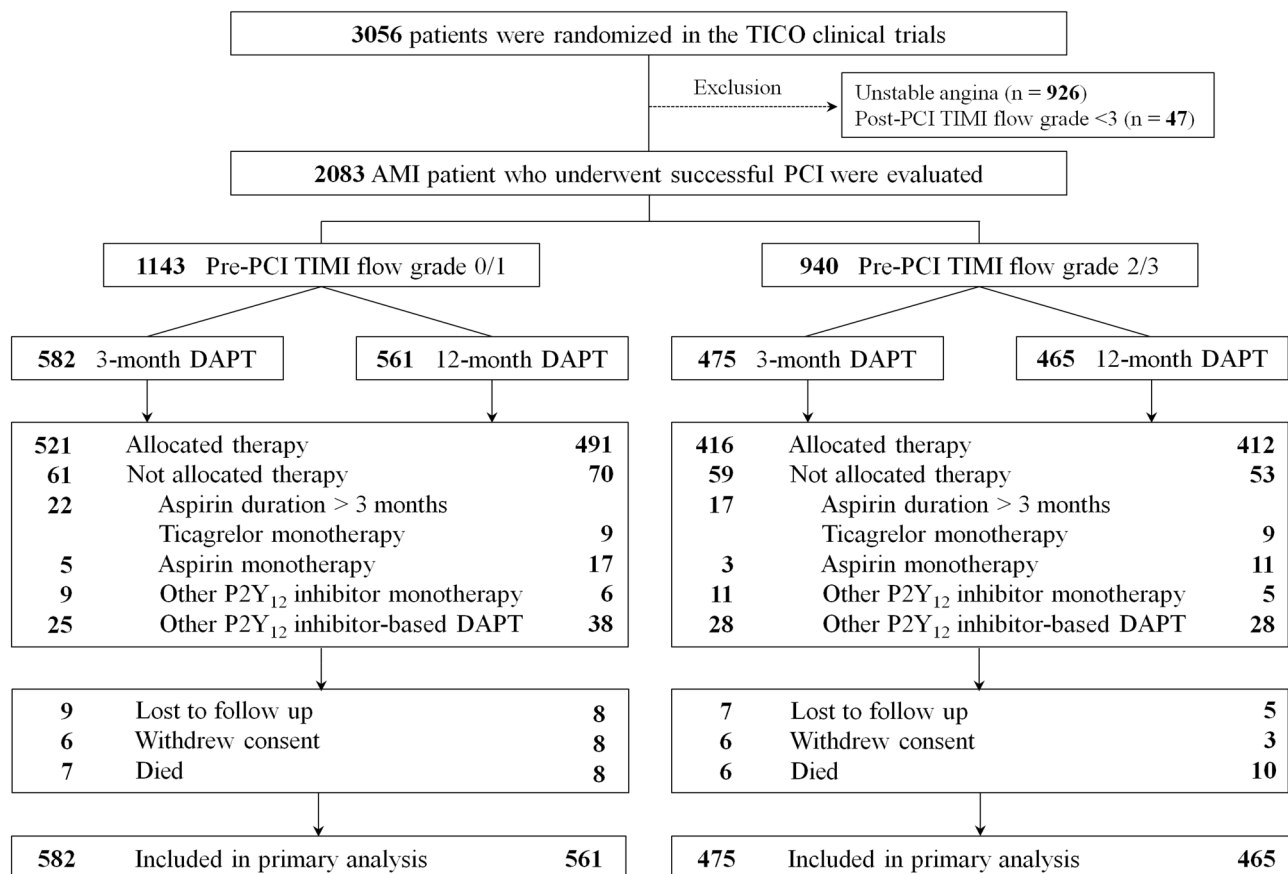 3056 patients were randomized in the TICO clinical trials
Exclusion
Unstable angina (n = 926)
Post-PCI TIMI flow grade <3 (n = 47)
2083 AMI patient who underwent successful PCI were evaluated
1143 Pre-PCI TIMI flow grade 0/1
940 Pre-PCI TIMI flow grade 2/3
582 3-month DAPT
561 12-month DAPT
475 3-month DAPT
465 12-month DAPT
521 Allocated therapy 491
61 Not allocated therapy 70
22 Aspirin duration > 3 months
Ticagrelor monotherapy 9
5 Aspirin monotherapy 17
9 Other P2Y₁₂ inhibitor monotherapy 6
25 Other P2Y₁₂ inhibitor-based DAPT 38
416 Allocated therapy 412
59 Not allocated therapy 53
17 Aspirin duration > 3 months
Ticagrelor monotherapy 9
3 Aspirin monotherapy 11
11 Other P2Y₁₂ inhibitor monotherapy 5
28 Other P2Y₁₂ inhibitor-based DAPT 28
9 Lost to follow up 8
6 Withdrew consent 8
7 Died 8
7 Lost to follow up 5
6 Withdrew consent 3
6 Died 10
582 Included in primary analysis 561
475 Included in primary analysis 465